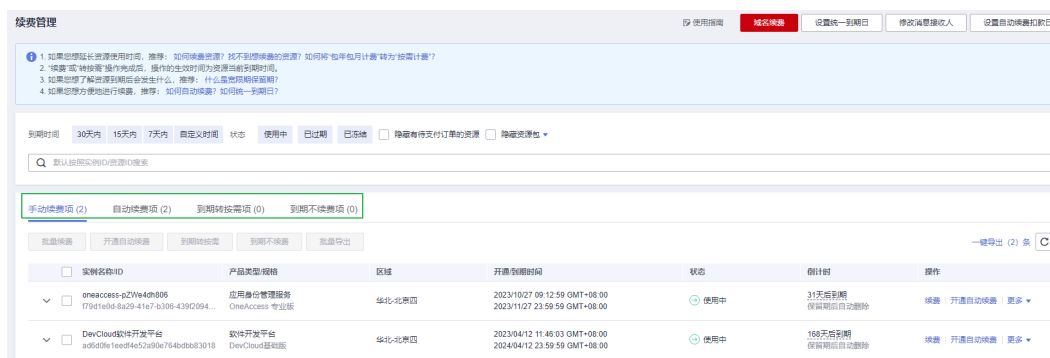 续费管理
使用指南 域名续费 设置统一到期日 修改消息接收人 设置自动续费扣款日
1. 如果您想延长资源使用时间，推荐： 如何续费资源？找不到想续费的资源？如何将“包年包月计费”转为“按需计费”？
2. “续费”或“转按需”操作完成后，操作的生效时间为资源当前到期时间。
3. 如果您想了解资源到期后会发生什么，推荐： 什么是宽限期保留期？
4. 如果您想方便地进行续费，推荐： 如何自动续费？如何统一到期日？
到期时间 30天内 15天内 7天内 自定义时间 状态 使用中 已过期 已冻结 隐藏有待支付订单的资源 隐藏资源包
默认按照实例ID/资源ID搜索
手动续费项 (2) 自动续费项 (2) 到期转按需项 (0) 到期不续费项 (0)
批量续费 开通自动续费 到期转按需 到期不续费 批量导出 一键导出（2）条
实例名称/ID 产品类型/规格 区域 开通/到期时间 状态 倒计时 操作
oneaccess-pZWe4dh806 应用身份管理服务 华北-北京四 2023/10/27 09:12:59 GMT+08:00 使用中 31天后到期 续费 开通自动续费 更多
f79d1e0d-8a29-41e7-b306-439f2094... OneAccess 专业版 2023/11/27 23:59:59 GMT+08:00 保留期后自动删除
DevCloud软件开发平台 软件开发平台 华北-北京四 2023/04/12 11:46:03 GMT+08:00 使用中 168天后到期 续费 开通自动续费 更多
ad6d0fe1eedf4e52a90e764bdbb83018 DevCloud基础版 2024/04/12 23:59:59 GMT+08:00 保留期后自动删除